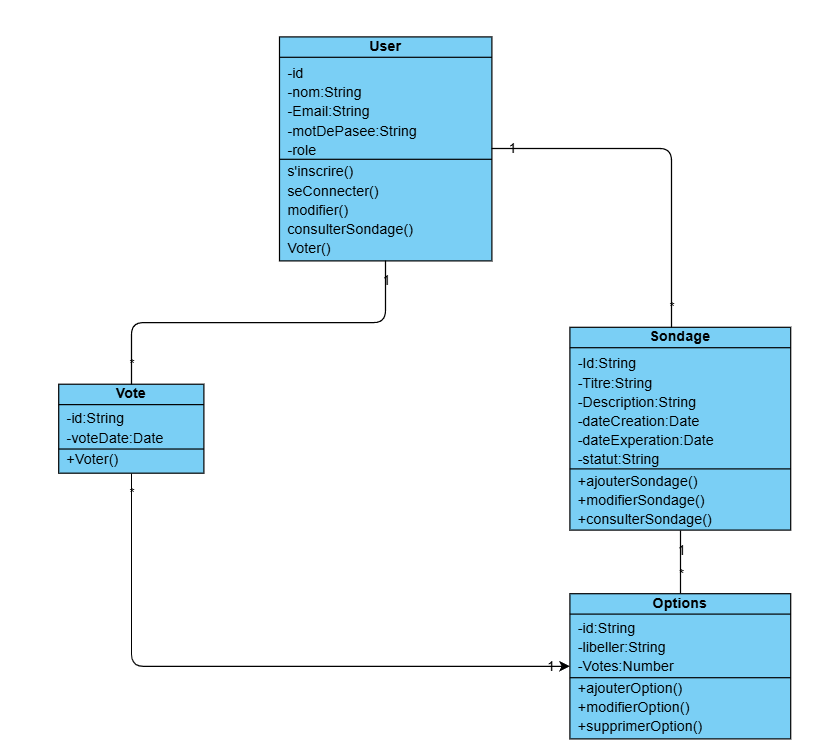 User
-id
-nom:String
-Email:String
-motDePasee:String
-role
s'inscrire()
seConnecter()
modifier()
consulterSondage()
Voter()
1
*
1
*
Sondage
-Id:String
-Titre:String
-Description:String
-dateCreation:Date
-dateExperation:Date
-statut:String
+ajouterSondage()
+modifierSondage()
+consulterSondage()
Vote
-id:String
-voteDate:Date
+Voter()
*
1
1
*
Options
-id:String
-libeller:String
-Votes:Number
+ajouterOption()
+modifierOption()
+supprimerOption()